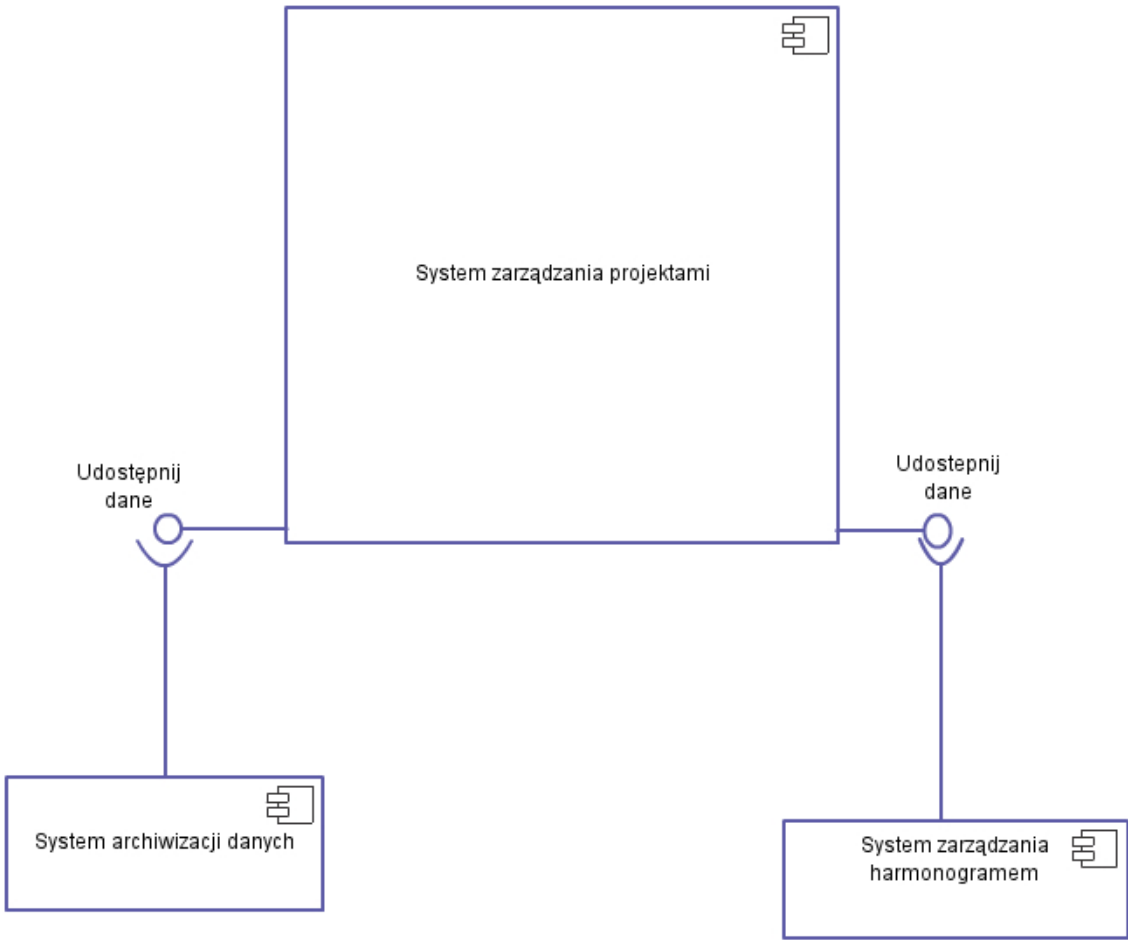 System zarządzania projektami
Udostępnij
dane
Udostepnij
dane
System archiwizacji danych
System zarządzania
harmonogramem